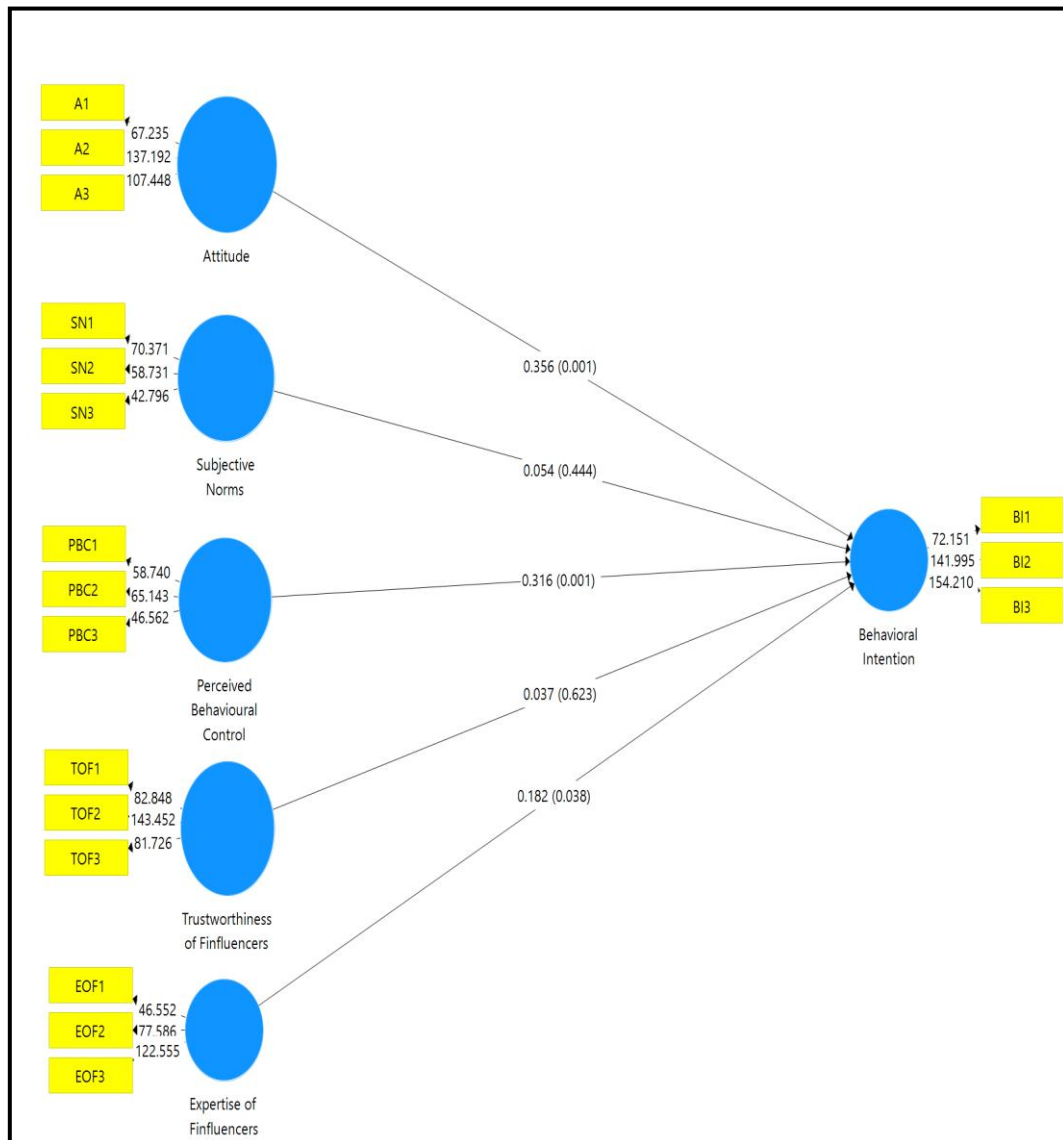 A1
67.235
A2
137.192
A3
107.448
Attitude
SN1
70.371
SN2
58.731
SN3
42.796
Subjective
Norms
PBC1
58.740
PBC2
65.143
PBC3
46.562
Perceived
Behavioural
Control
TOF1
82.848
TOF2
143.452
TOF3
81.726
Trustworthiness
of Finfluencers
EOF1
46.552
EOF2
77.586
EOF3
122.555
Expertise of
Finfluencers
0.356 (0.001)
0.054 (0.444)
0.316 (0.001)
0.037 (0.623)
0.182 (0.038)
Behavioral
Intention
72.151
BI1
141.995
BI2
154.210
BI3